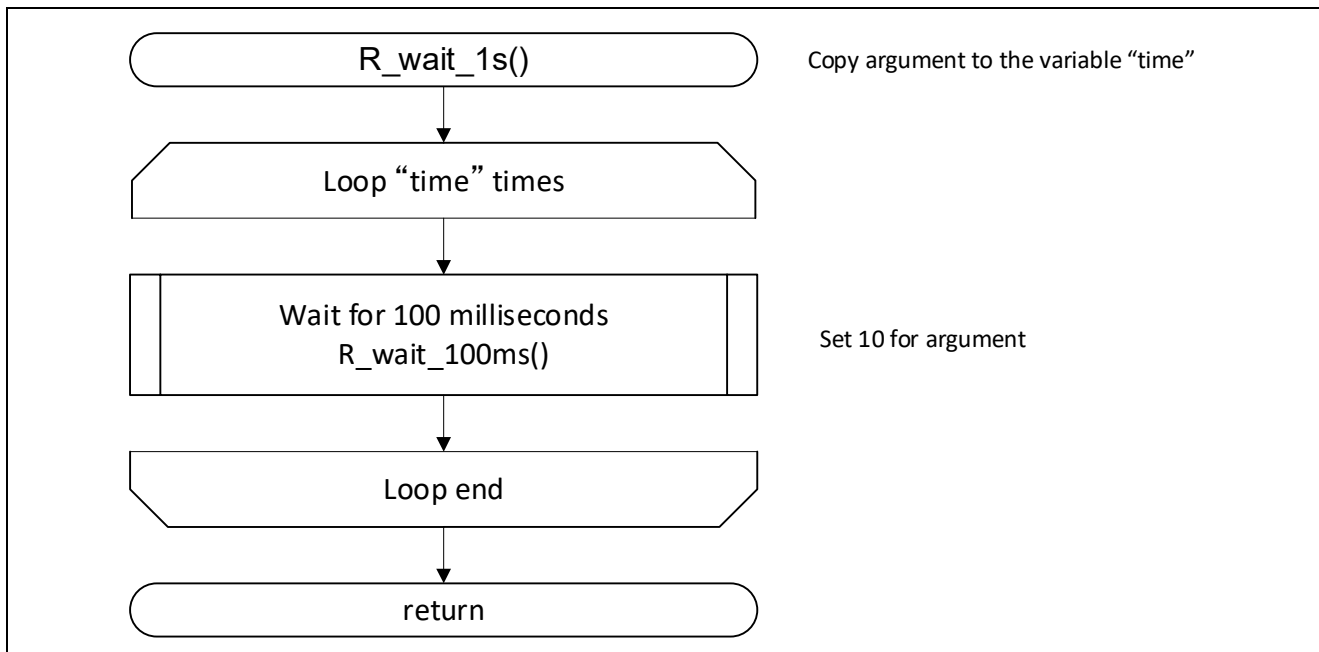 R_wait_1s()
Copy argument to the variable “time”
Loop “time” times
Wait for 100 milliseconds
R_wait_100ms()
Set 10 for argument
Loop end
return